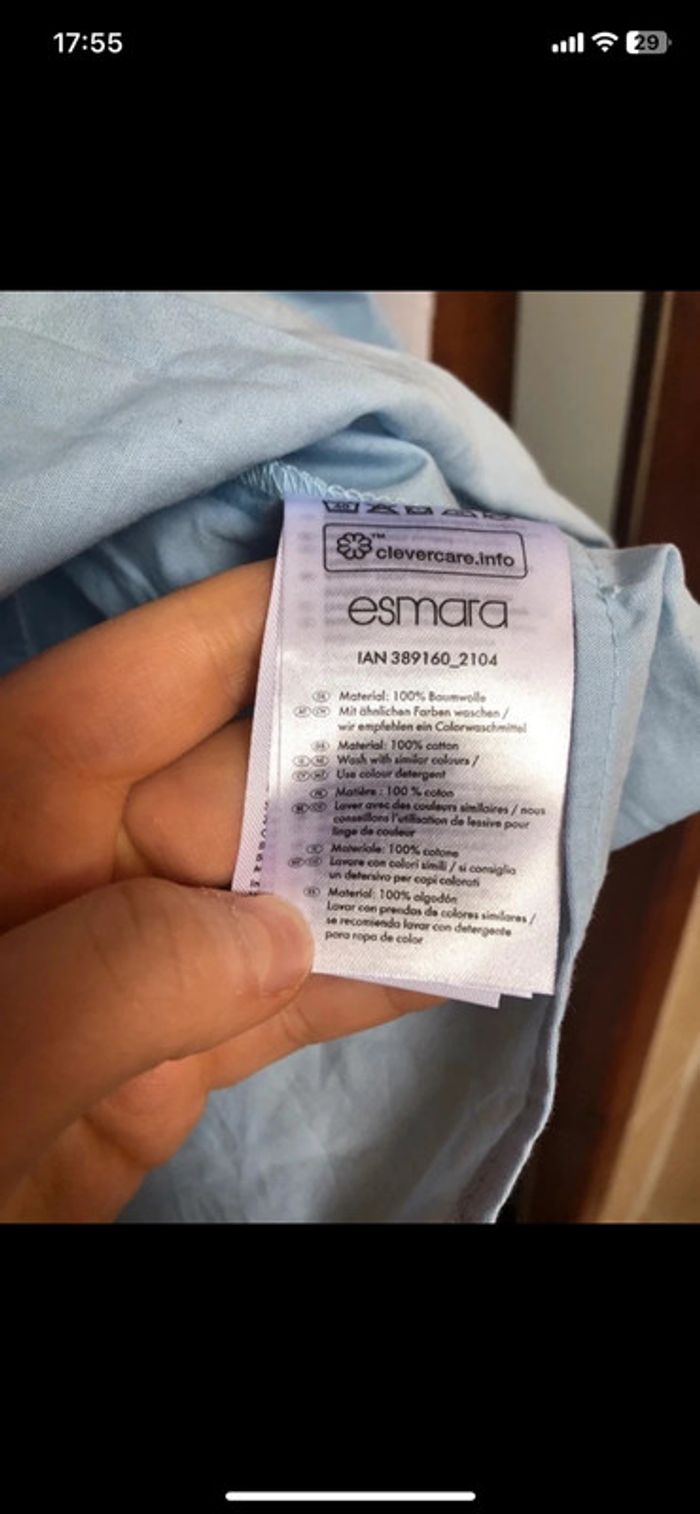 17:55
29
clevercare.info
esmara
IAN 389160_2104
Material: 100% Baumwolle
Mit ähnlichen Farben waschen /
wir empfehlen ein Colorwaschmittel
Material: 100% cotton
Wash with similar colours /
Use colour detergent
Matière : 100 % coton
Laver avec des couleurs similaires / nous
conseillons l'utilisation de lessive pour
linge de couleur
Materiale: 100% cotone
Lavare con colori simili / si consiglia
un detersivo per capi colorati
Material: 100% algodón
Lavar con prendas de colores similares /
se recomienda lavar con detergente
para ropa de color